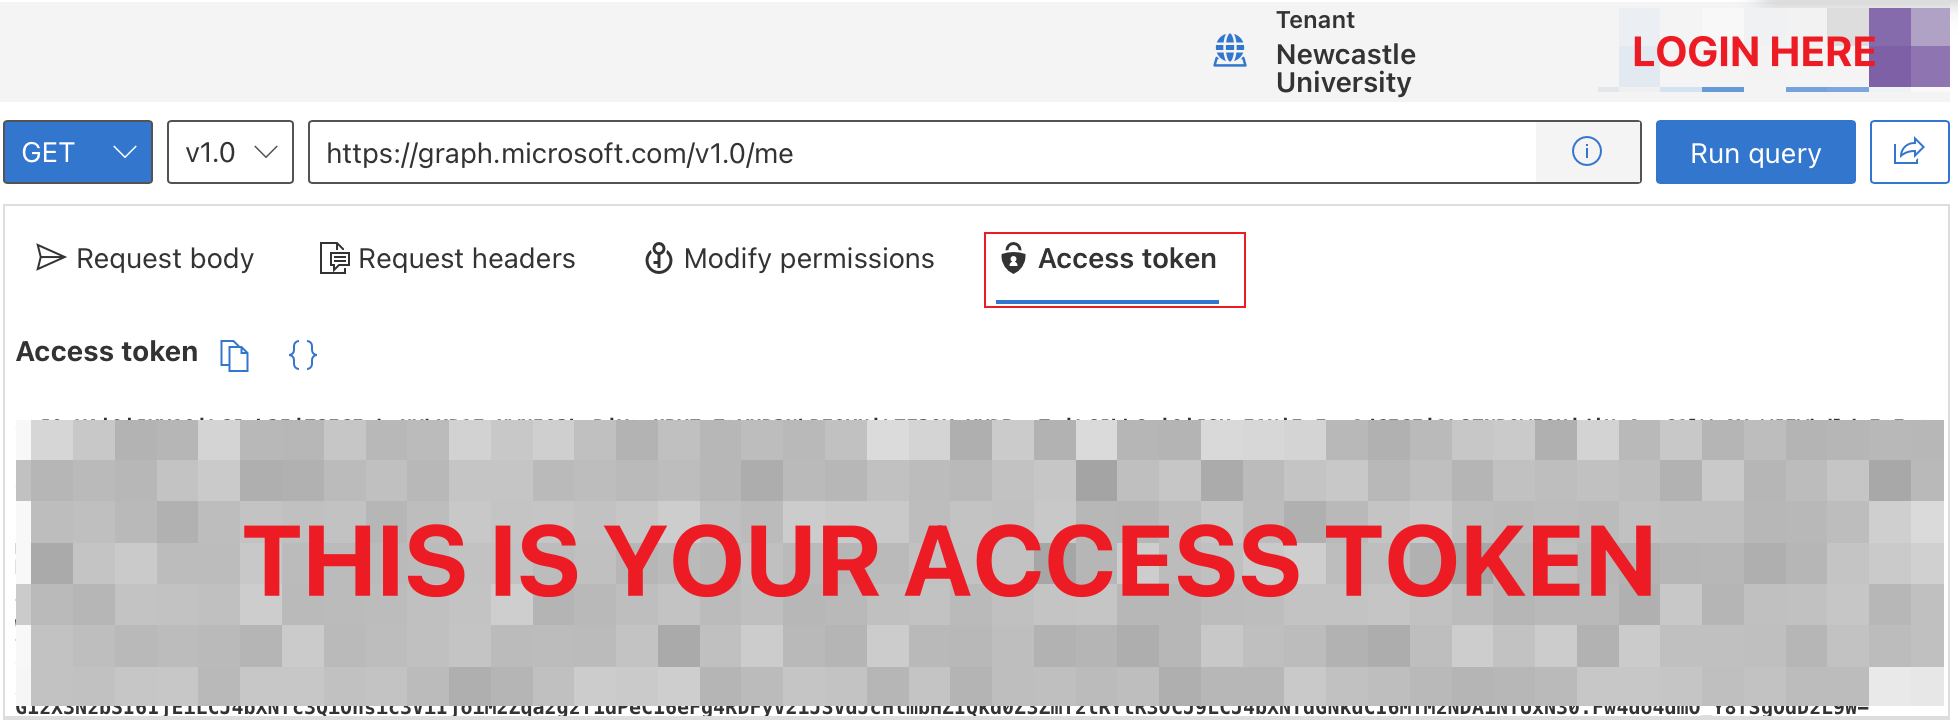 Tenant
Newcastle
University
LOGIN HERE
GET
v1.0
https://graph.microsoft.com/v1.0/me
Run query
Request body
Request headers
Modify permissions
Access token
Access token
THIS IS YOUR ACCESS TOKEN